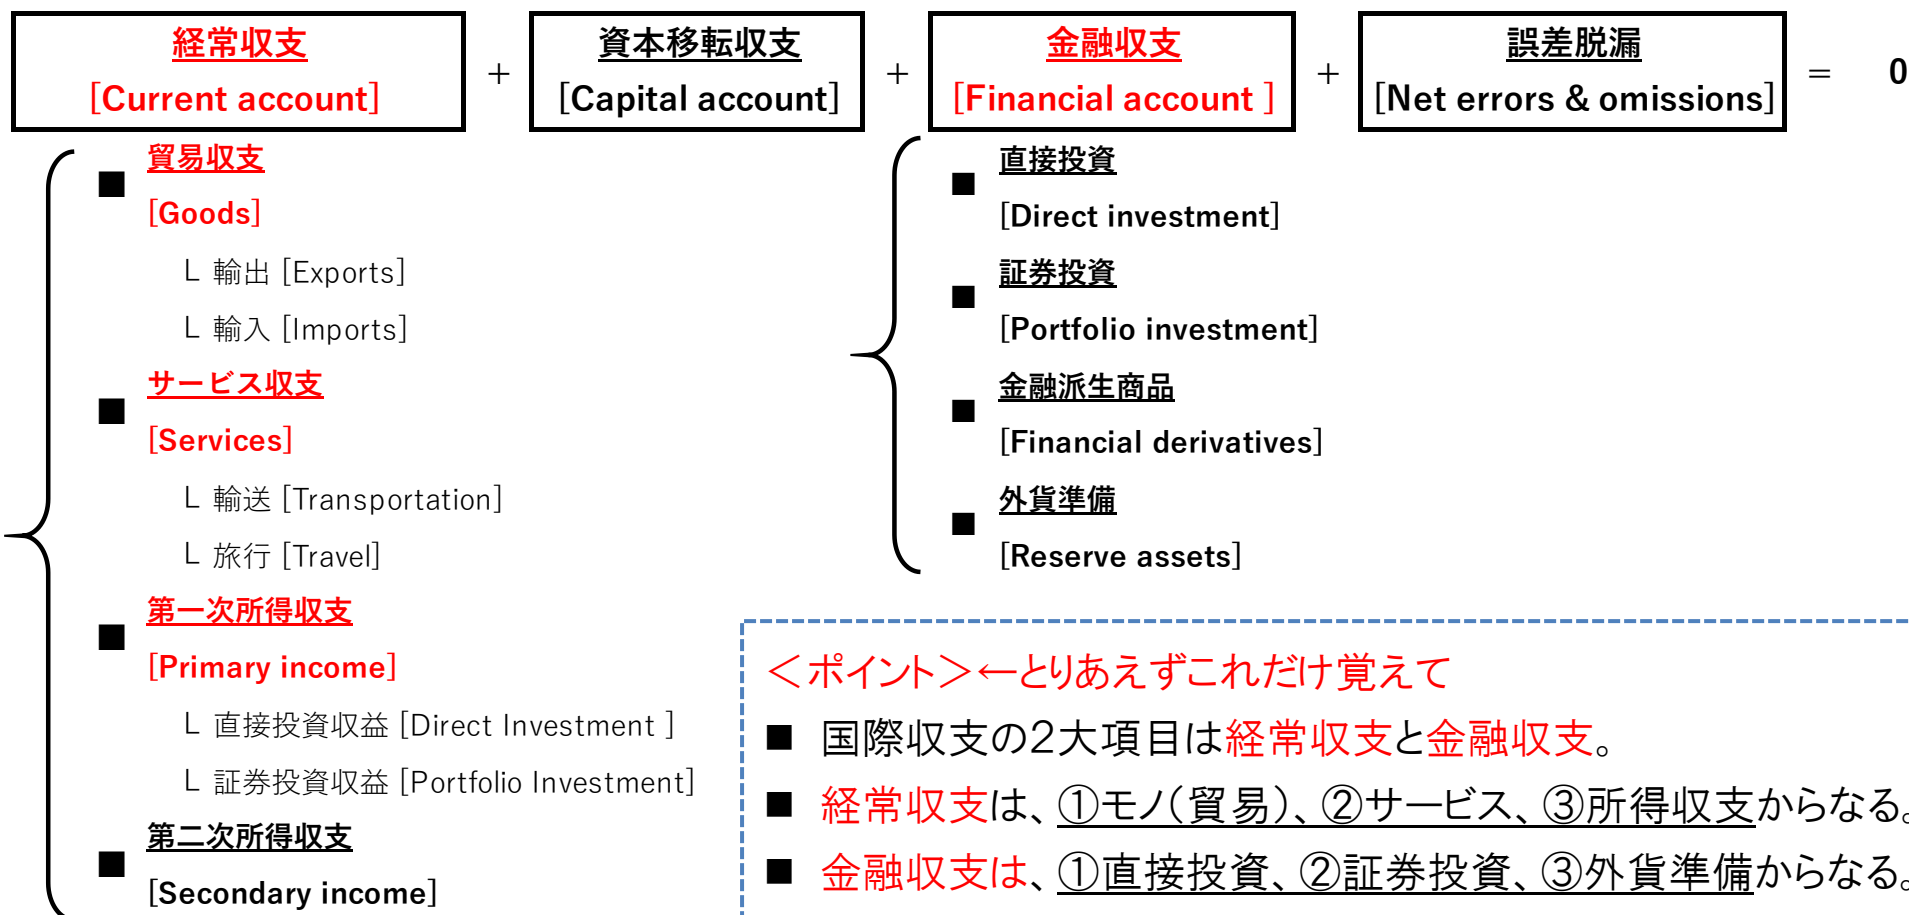 経常収支
[Current account]
+
資本移転収支
[Capital account]
+
金融収支
[Financial account ]
+
誤差脱漏
[Net errors & omissions]
= 0
■ 貿易収支
[Goods]
L 輸出 [Exports]
L 輸入 [Imports]
■ サービス収支
[Services]
L 輸送 [Transportation]
L 旅行 [Travel]
■ 第一次所得収支
[Primary income]
L 直接投資収益 [Direct Investment ]
L 証券投資収益 [Portfolio Investment]
■ 第二次所得収支
[Secondary income]
■ 直接投資
[Direct investment]
■ 証券投資
[Portfolio investment]
■ 金融派生商品
[Financial derivatives]
■ 外貨準備
[Reserve assets]
＜ポイント＞←とりあえずこれだけ覚えて
■ 国際収支の2大項目は経常収支と金融収支。
■ 経常収支は、①モノ(貿易)、②サービス、③所得収支からなる。
■ 金融収支は、①直接投資、②証券投資、③外貨準備からなる。